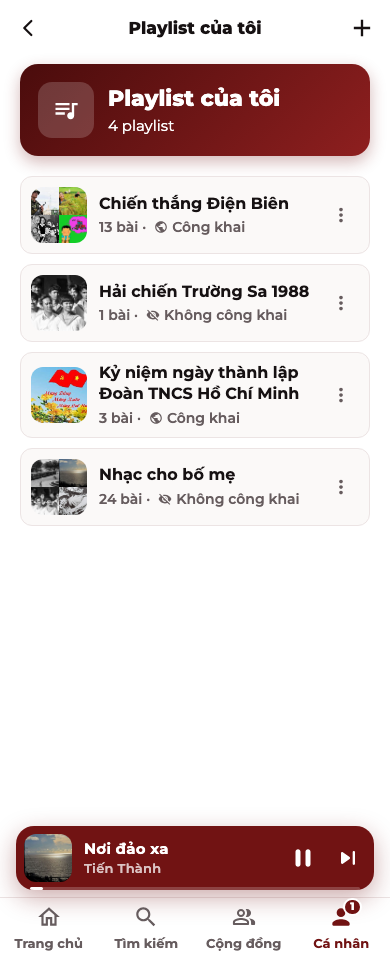 Playlist của tôi
Playlist của tôi
4 playlist
Chiến thắng Điện Biên
13 bài · Công khai
Hải chiến Trường Sa 1988
1 bài · Không công khai
Kỷ niệm ngày thành lập
Đoàn TNCS Hồ Chí Minh
3 bài · Công khai
Nhạc cho bố mẹ
24 bài · Không công khai
Nơi đảo xa
Tiến Thành
1
Trang chủ Tìm kiếm Cộng đồng Cá nhân